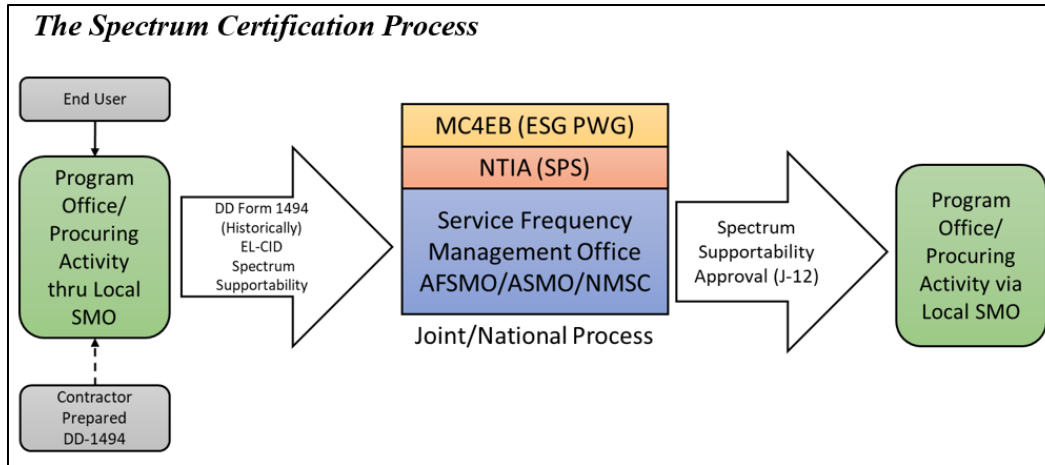 The Spectrum Certification Process
End User
Program
Office/
Procuring
Activity
thru Local
SMO
Contractor
Prepared
DD-1494
DD Form 1494
(Historically)
EL-CID
Spectrum
Supportability
MC4EB (ESG PWG)
NTIA (SPS)
Service Frequency
Management Office
AFSMO/ASMO/NMSC
Joint/National Process
Spectrum
Supportability
Approval (J-12)
Program
Office/
Procuring
Activity via
Local SMO